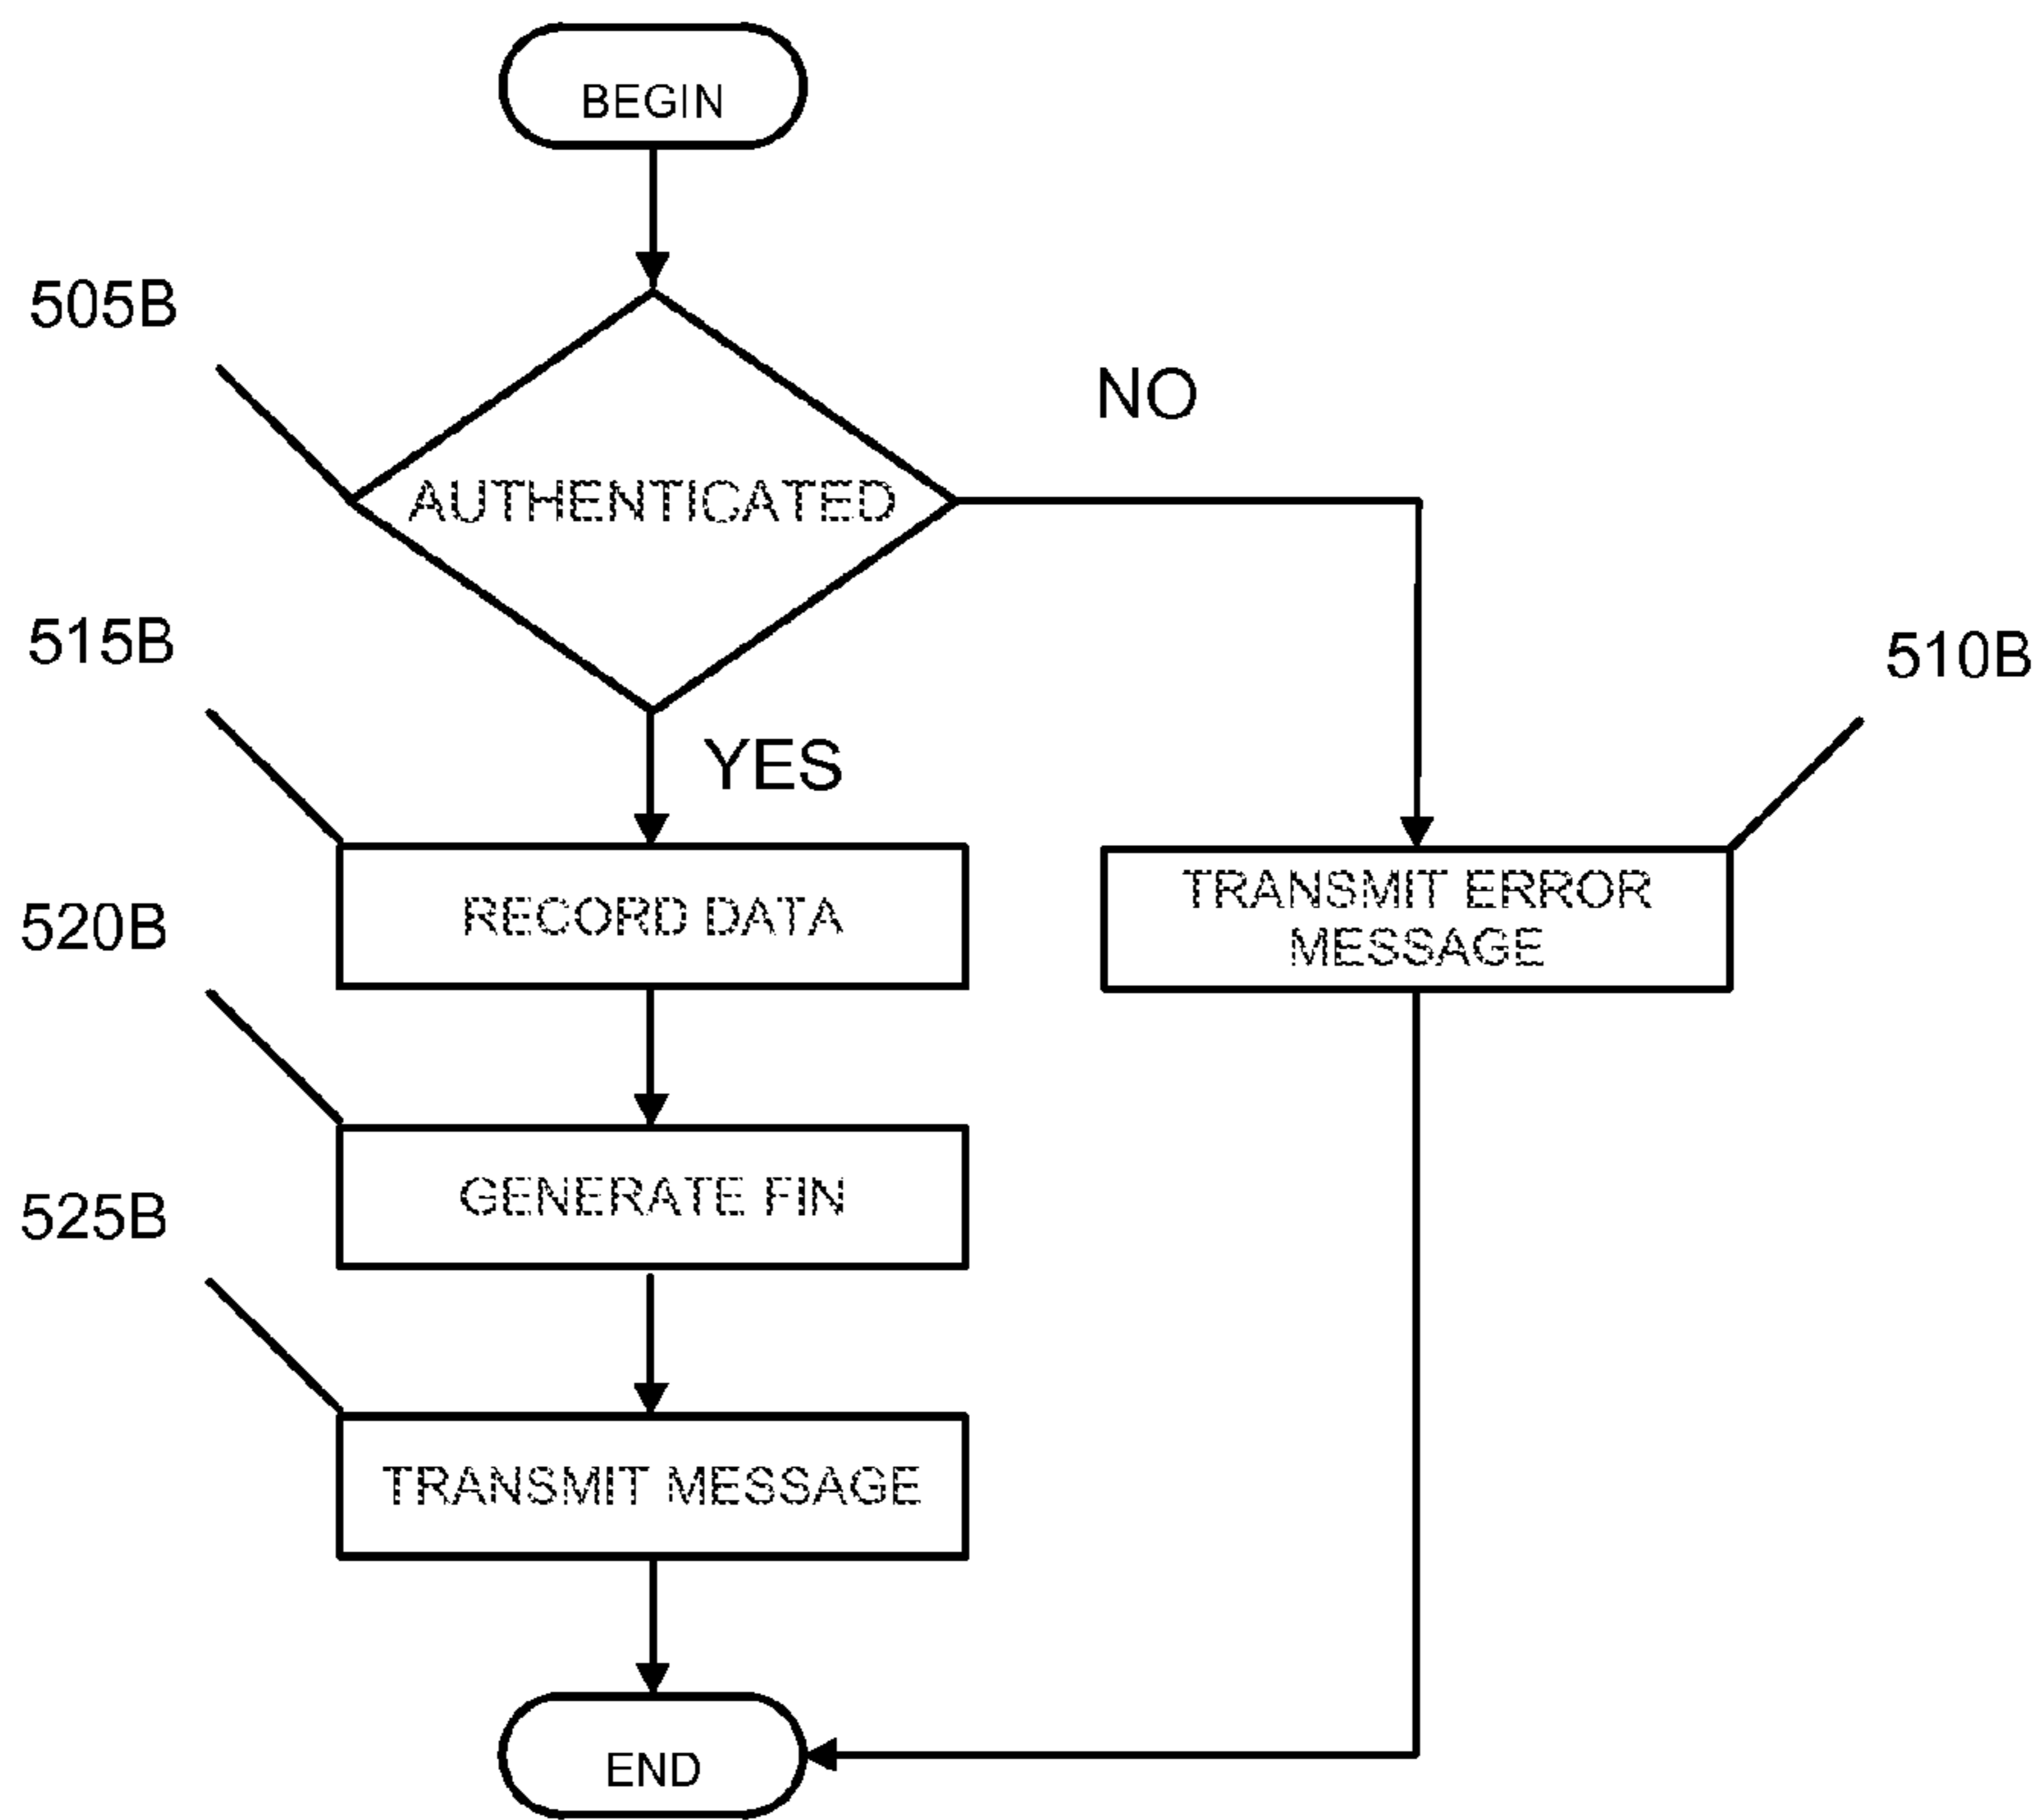 BEGIN
505B
NO
AUTHENTICATED
515B
510B
YES
RECORD DATA
TRANSMIT ERROR
MESSAGE
520B
GENERATE FIN
525B
TRANSMIT MESSAGE
END